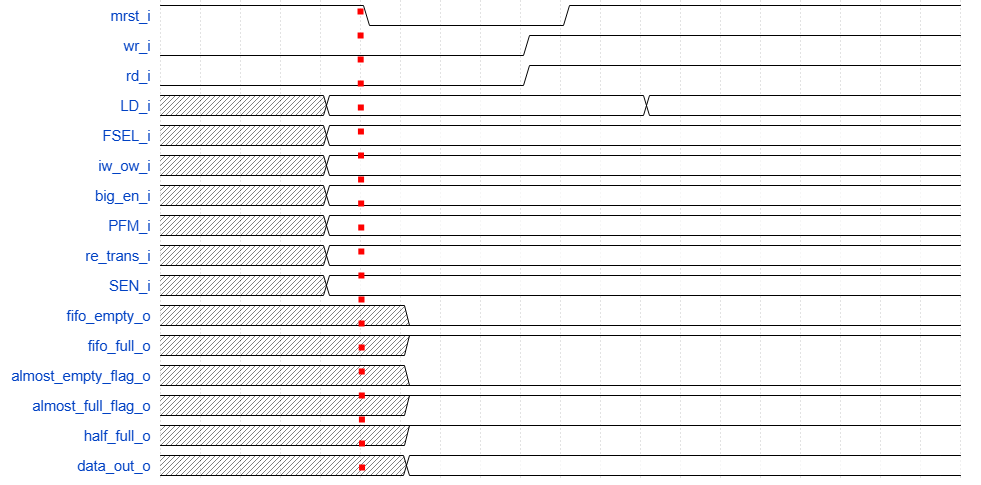 mrst_i
wr_i
rd_i
LD_i
FSEL_i
iw_ow_i
big_en_i
PFM_i
re_trans_i
SEN_i
fifo_empty_o
fifo_full_o
almost_empty_flag_o
almost_full_flag_o
half_full_o
data_out_o